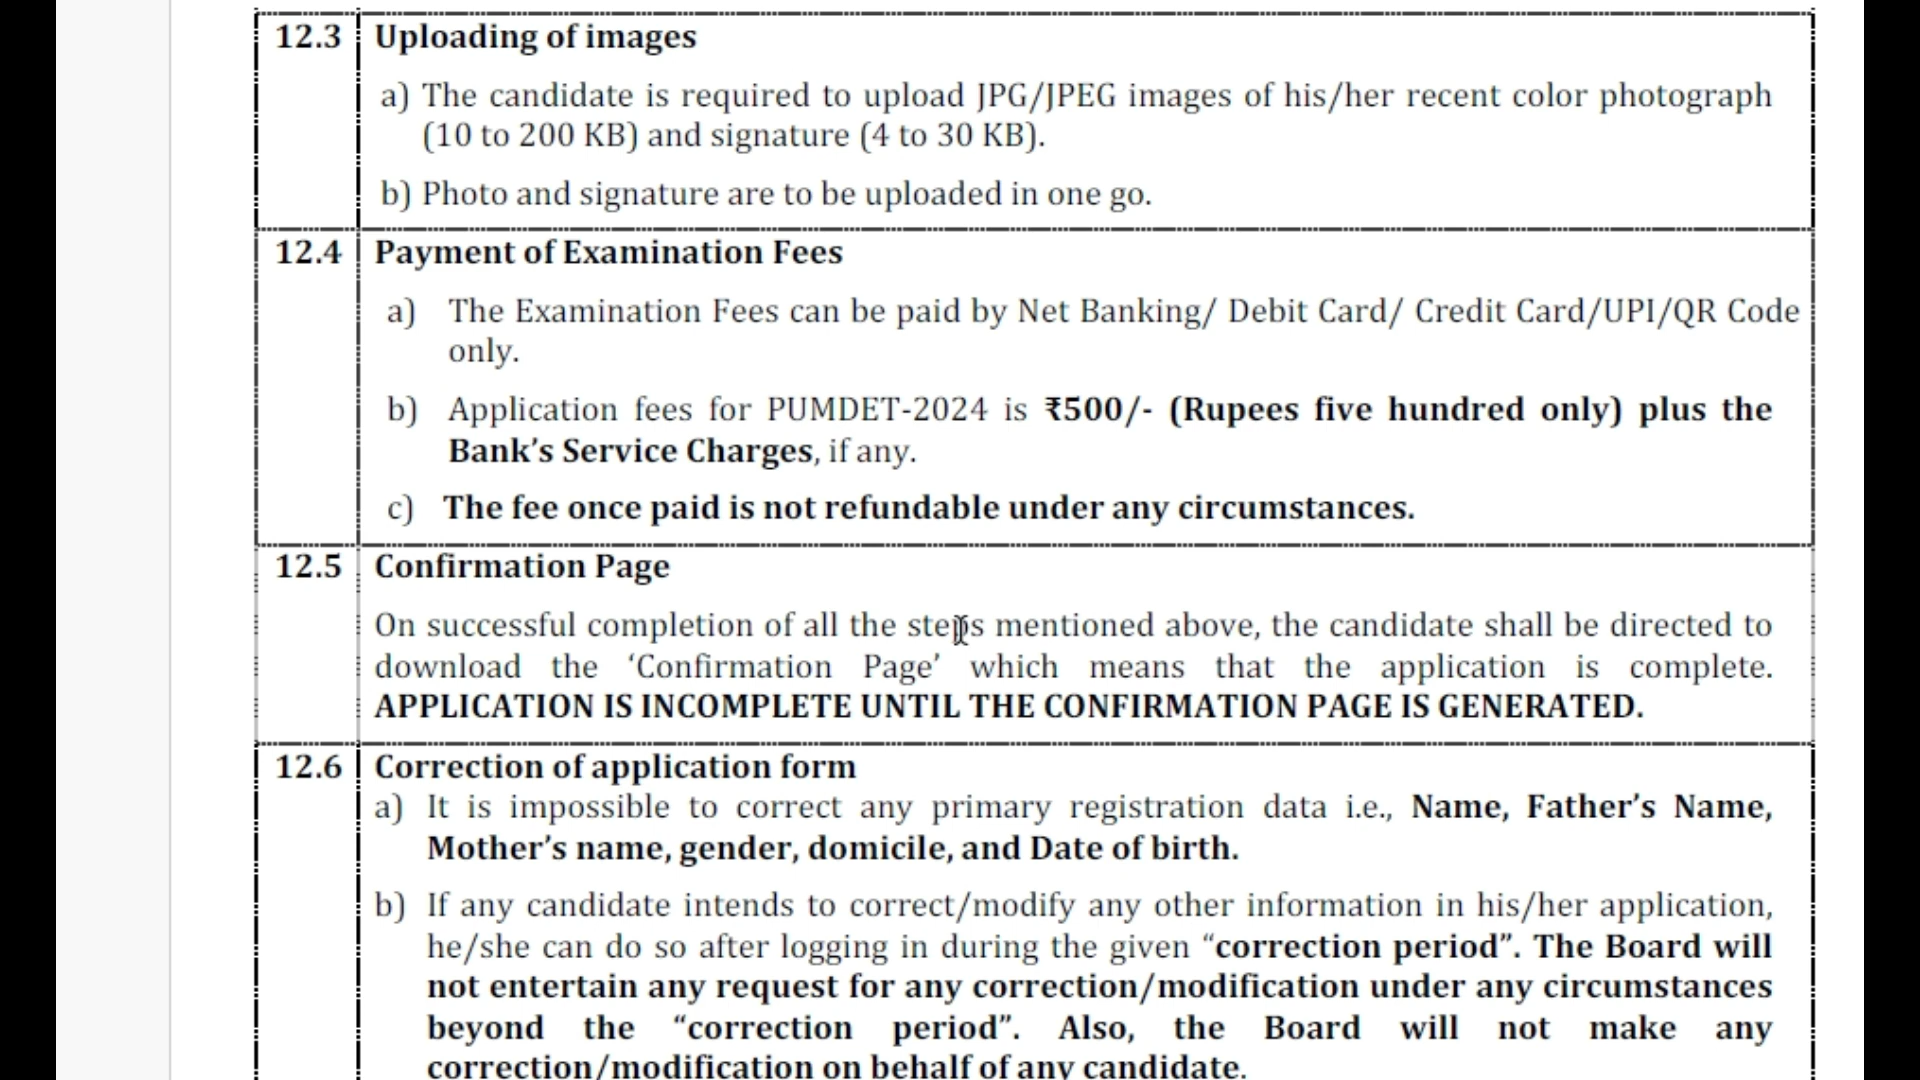 12.3 Uploading of images
a) The candidate is required to upload JPG/JPEG images of his/her recent color photograph
(10 to 200 KB) and signature (4 to 30 KB).
b) Photo and signature are to be uploaded in one go.
12.4 Payment of Examination Fees
a) The Examination Fees can be paid by Net Banking/ Debit Card/ Credit Card/UPI/QR Code
only.
b) Application fees for PUMDET-2024 is ₹500/- (Rupees five hundred only) plus the
Bank’s Service Charges, if any.
c) The fee once paid is not refundable under any circumstances.
12.5 Confirmation Page
On successful completion of all the steps mentioned above, the candidate shall be directed to
download the ‘Confirmation Page’ which means that the application is complete.
APPLICATION IS INCOMPLETE UNTIL THE CONFIRMATION PAGE IS GENERATED.
12.6 Correction of application form
a) It is impossible to correct any primary registration data i.e., Name, Father’s Name,
Mother’s name, gender, domicile, and Date of birth.
b) If any candidate intends to correct/modify any other information in his/her application,
he/she can do so after logging in during the given “correction period”. The Board will
not entertain any request for any correction/modification under any circumstances
beyond the “correction period”. Also, the Board will not make any
correction/modification on behalf of any candidate.